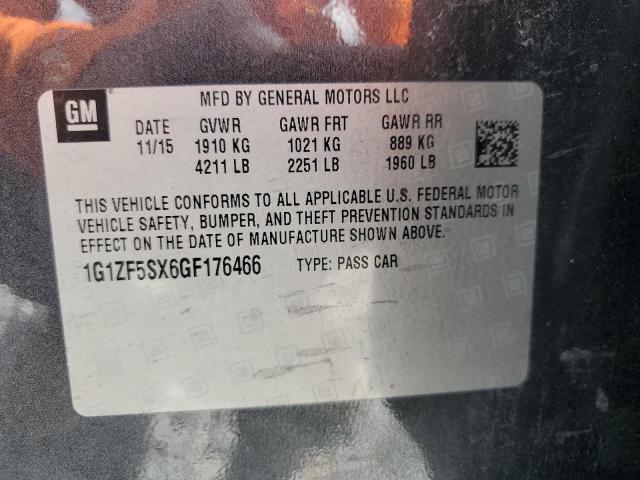 GM
MFD BY GENERAL MOTORS LLC
DATE GVWR GAWR FRT GAWR RR
11/15 1910 KG 1021 KG 889 KG
4211 LB 2251 LB 1960 LB
THIS VEHICLE CONFORMS TO ALL APPLICABLE U.S. FEDERAL MOTOR
VEHICLE SAFETY, BUMPER, AND THEFT PREVENTION STANDARDS IN
EFFECT ON THE DATE OF MANUFACTURE SHOWN ABOVE.
1G1ZF5SX6GF176466 TYPE: PASS CAR